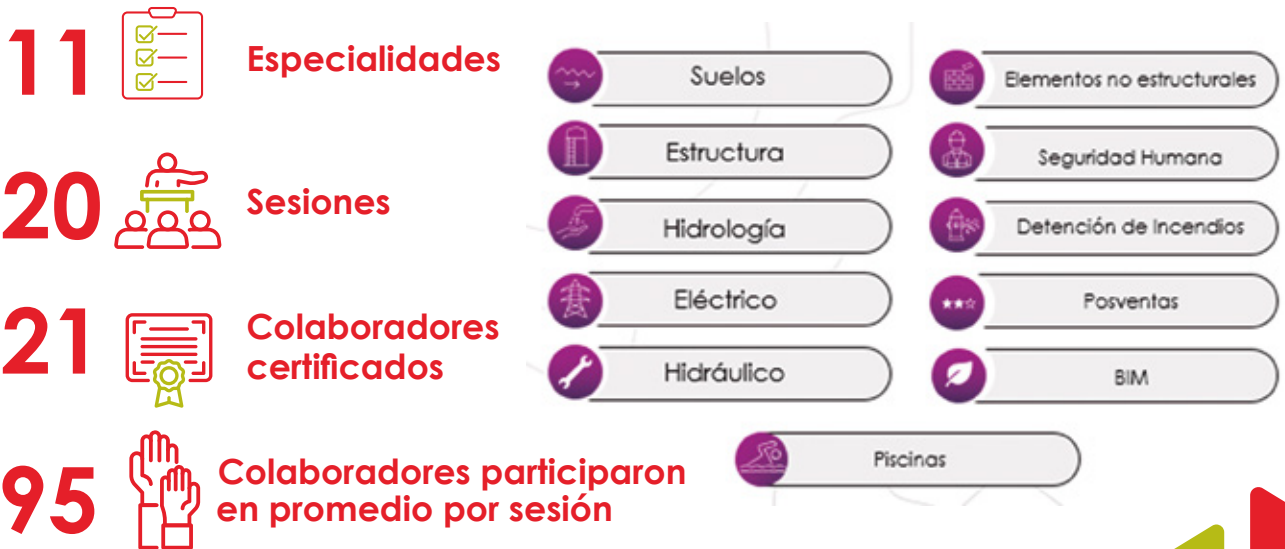 11
Especialidades
20
Sesiones
21
Colaboradores
certificados
95
Colaboradores participaron
en promedio por sesión
Suelos
Estructura
Hidrología
Eléctrico
Hidráulico
Elementos no estructurales
Seguridad Humana
Detención de Incendios
Posventas
BIM
Piscinas